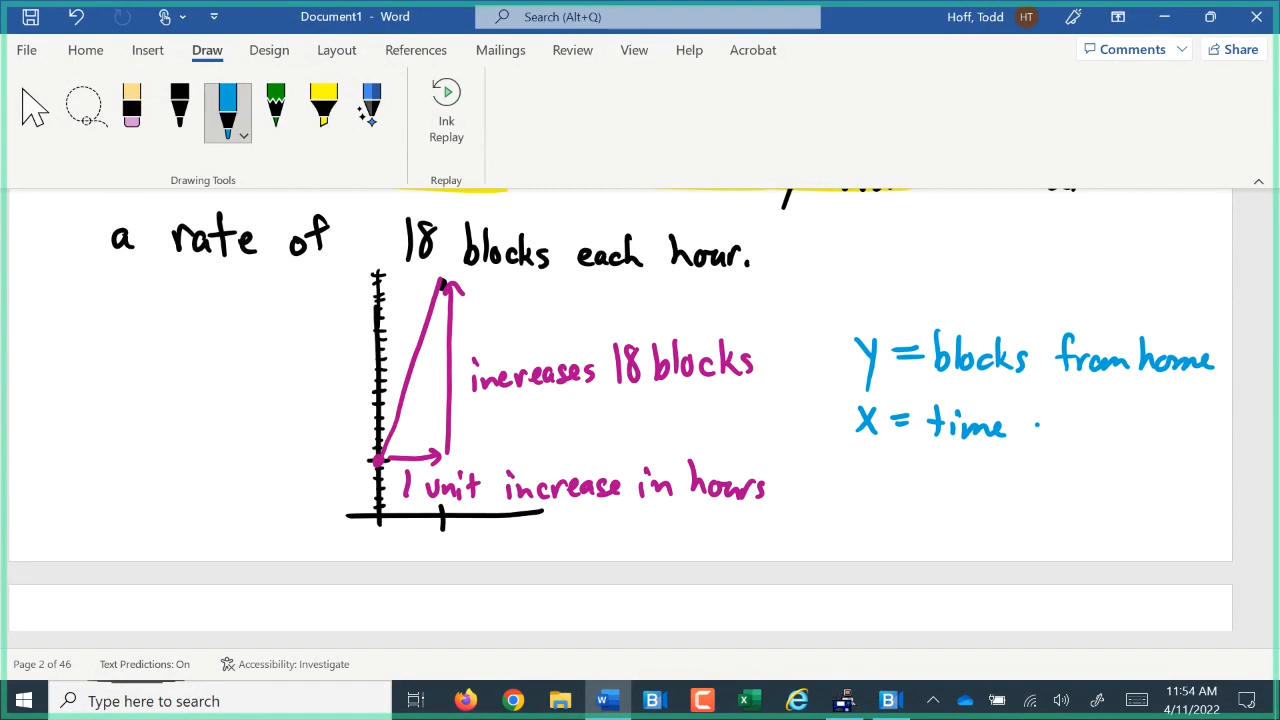 Document1 - Word
Search (Alt+Q)
Hoff, Todd
HT
File Home Insert Draw Design Layout References Mailings Review View Help Acrobat
Comments
Share
Ink
Replay
Drawing Tools
Replay
a rate of 18 blocks each hour.
increases 18 blocks
1 unit increase in hours
y = blocks from home
x = time
Page 2 of 46
Text Predictions: On
Accessibility: Investigate
Type here to search
11:54 AM
4/11/2022